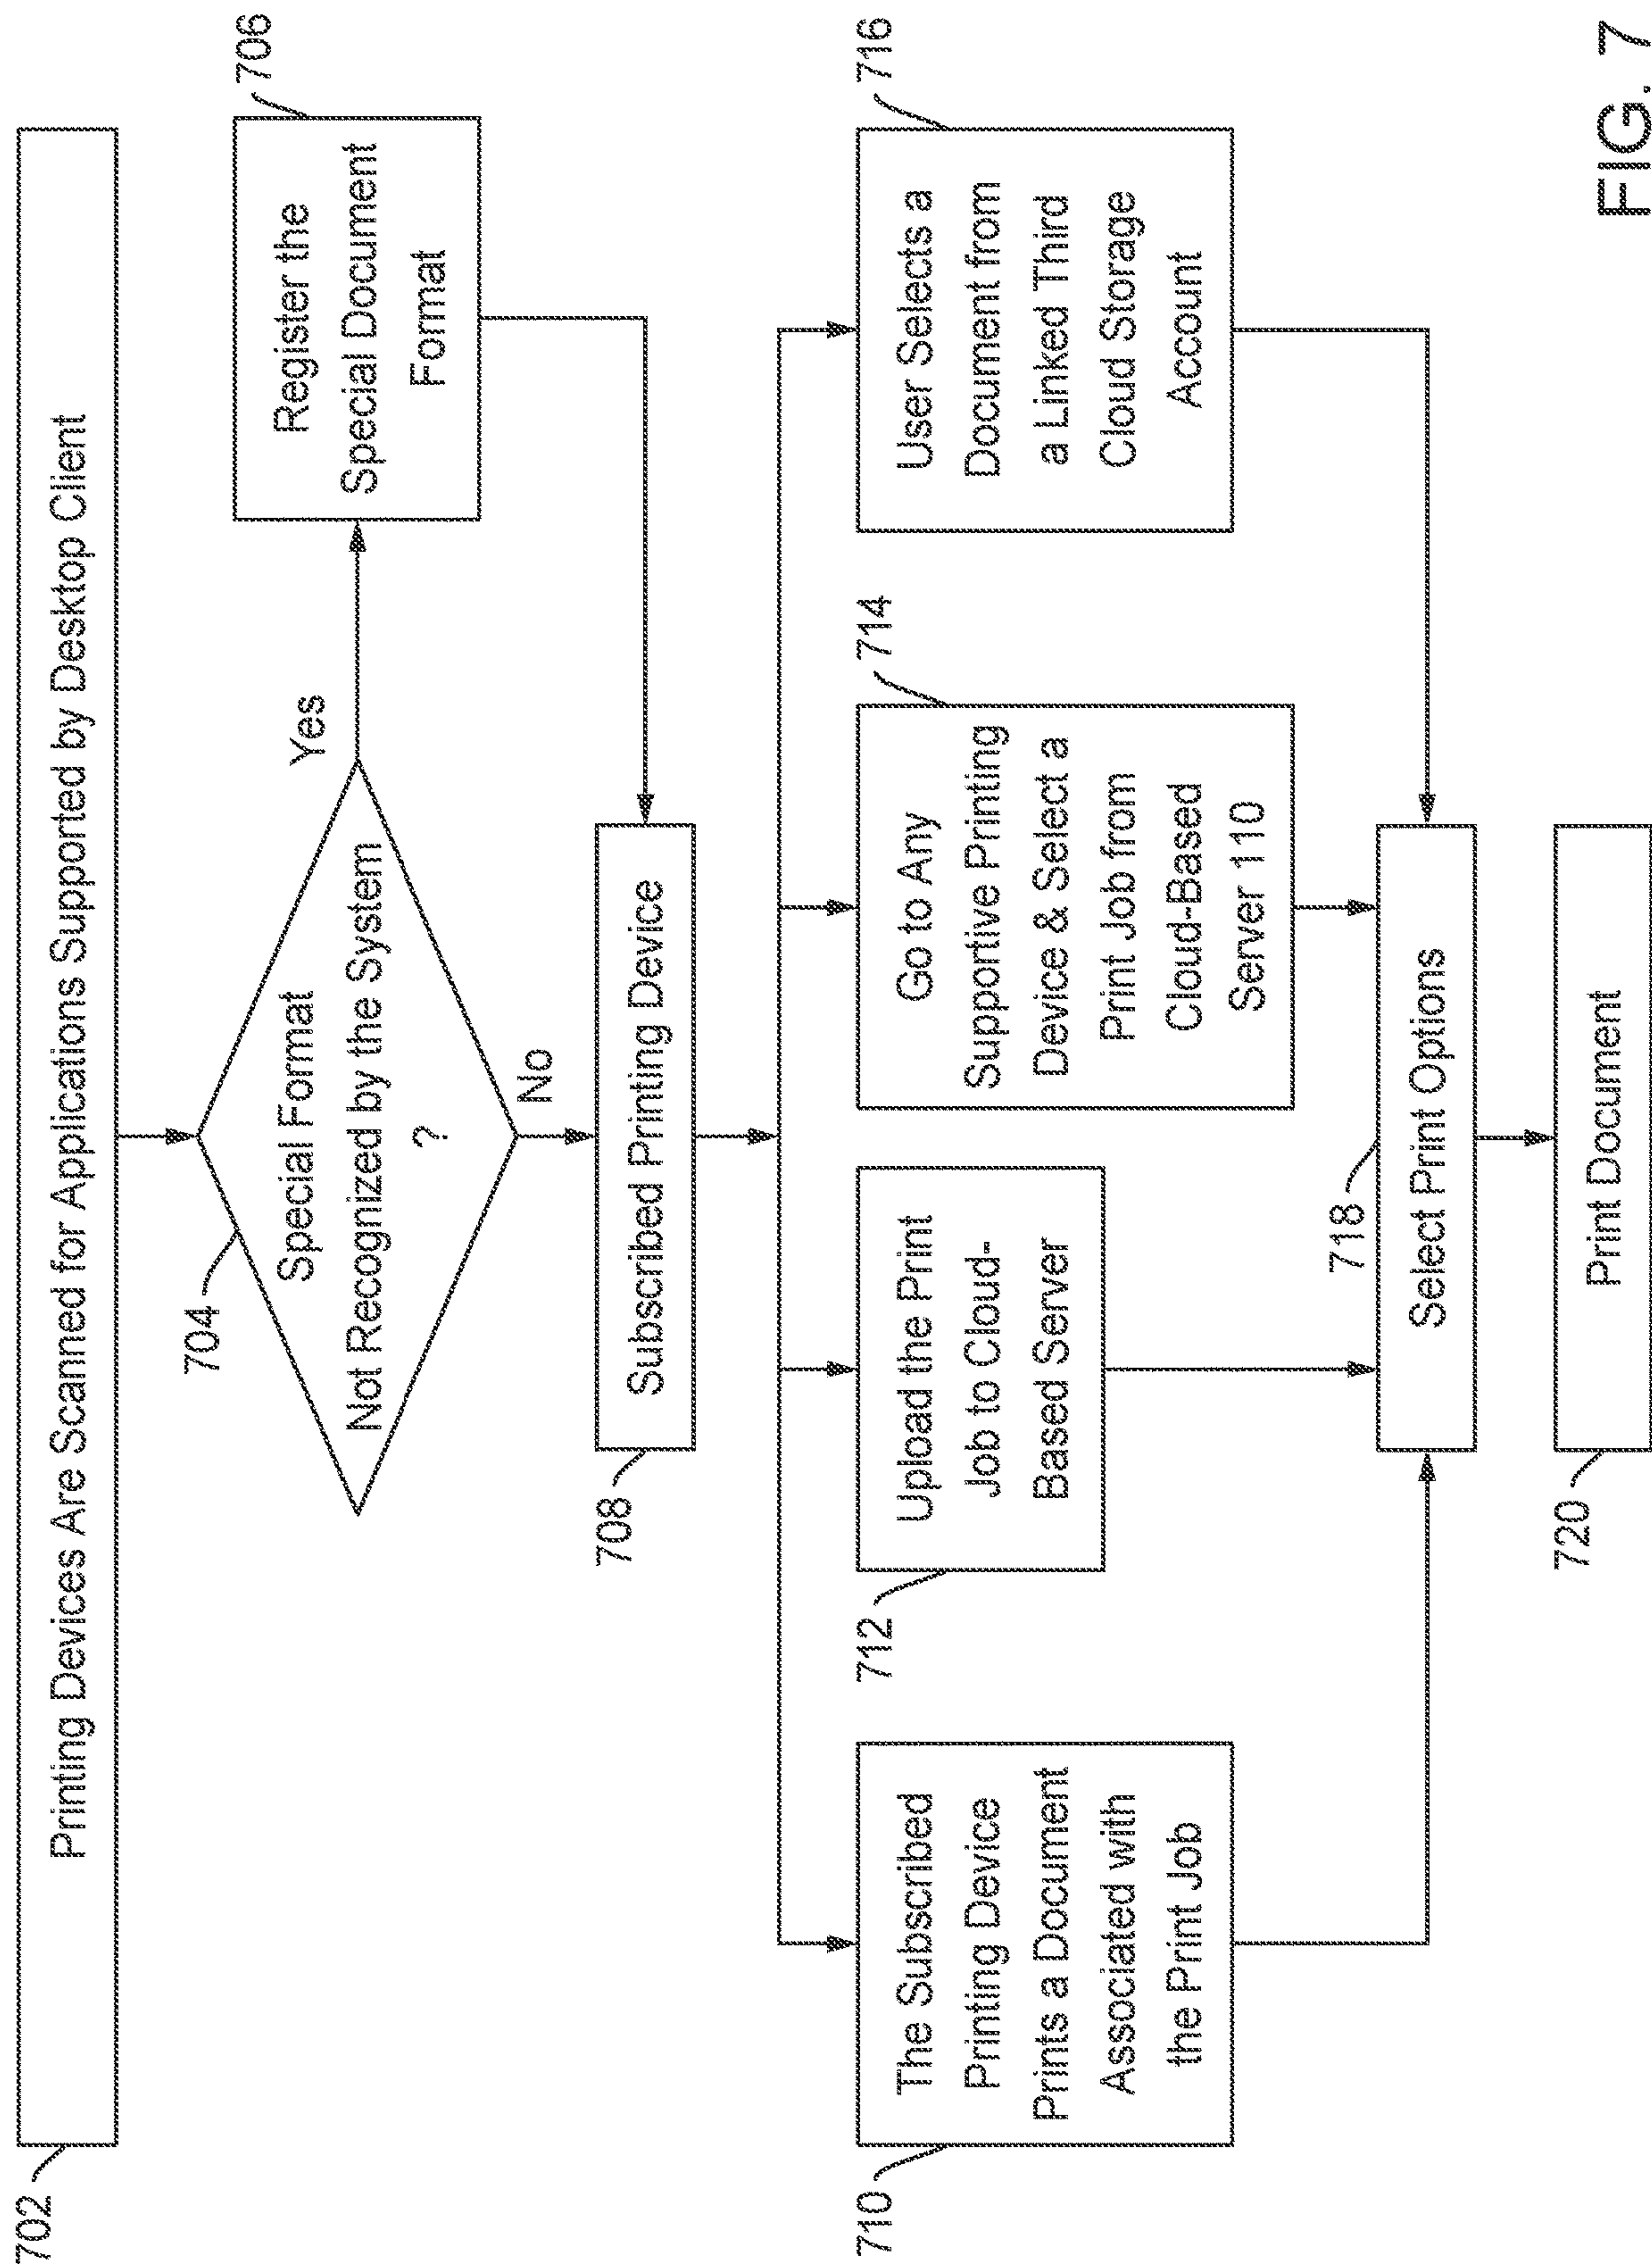 702
Printing Devices Are Scanned for Applications Supported by Desktop Client
704
Special Format
Not Recognized by the System
?
Yes
No
706
Register the
Special Document
Format
708
Subscribed Printing Device
710
The Subscribed
Printing Device
Prints a Document
Associated with
the Print Job
712
Upload the Print
Job to Cloud-
Based Server
714
Go to Any
Supportive Printing
Device & Select a
Print Job from
Cloud-Based
Server 110
716
User Selects a
Document from
a Linked Third
Cloud Storage
Account
718
Select Print Options
720
Print Document
FIG. 7